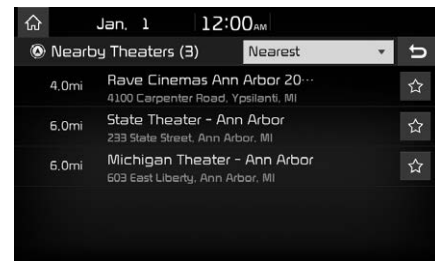 Jan. 1 12:00AM
Nearby Theaters (3) Nearest
4.0mi Rave Cinemas Ann Arbor 20···
4100 Carpenter Road, Ypsilanti, MI
6.0mi State Theater - Ann Arbor
233 State Street, Ann Arbor, MI
6.0mi Michigan Theater - Ann Arbor
603 East Liberty, Ann Arbor, MI